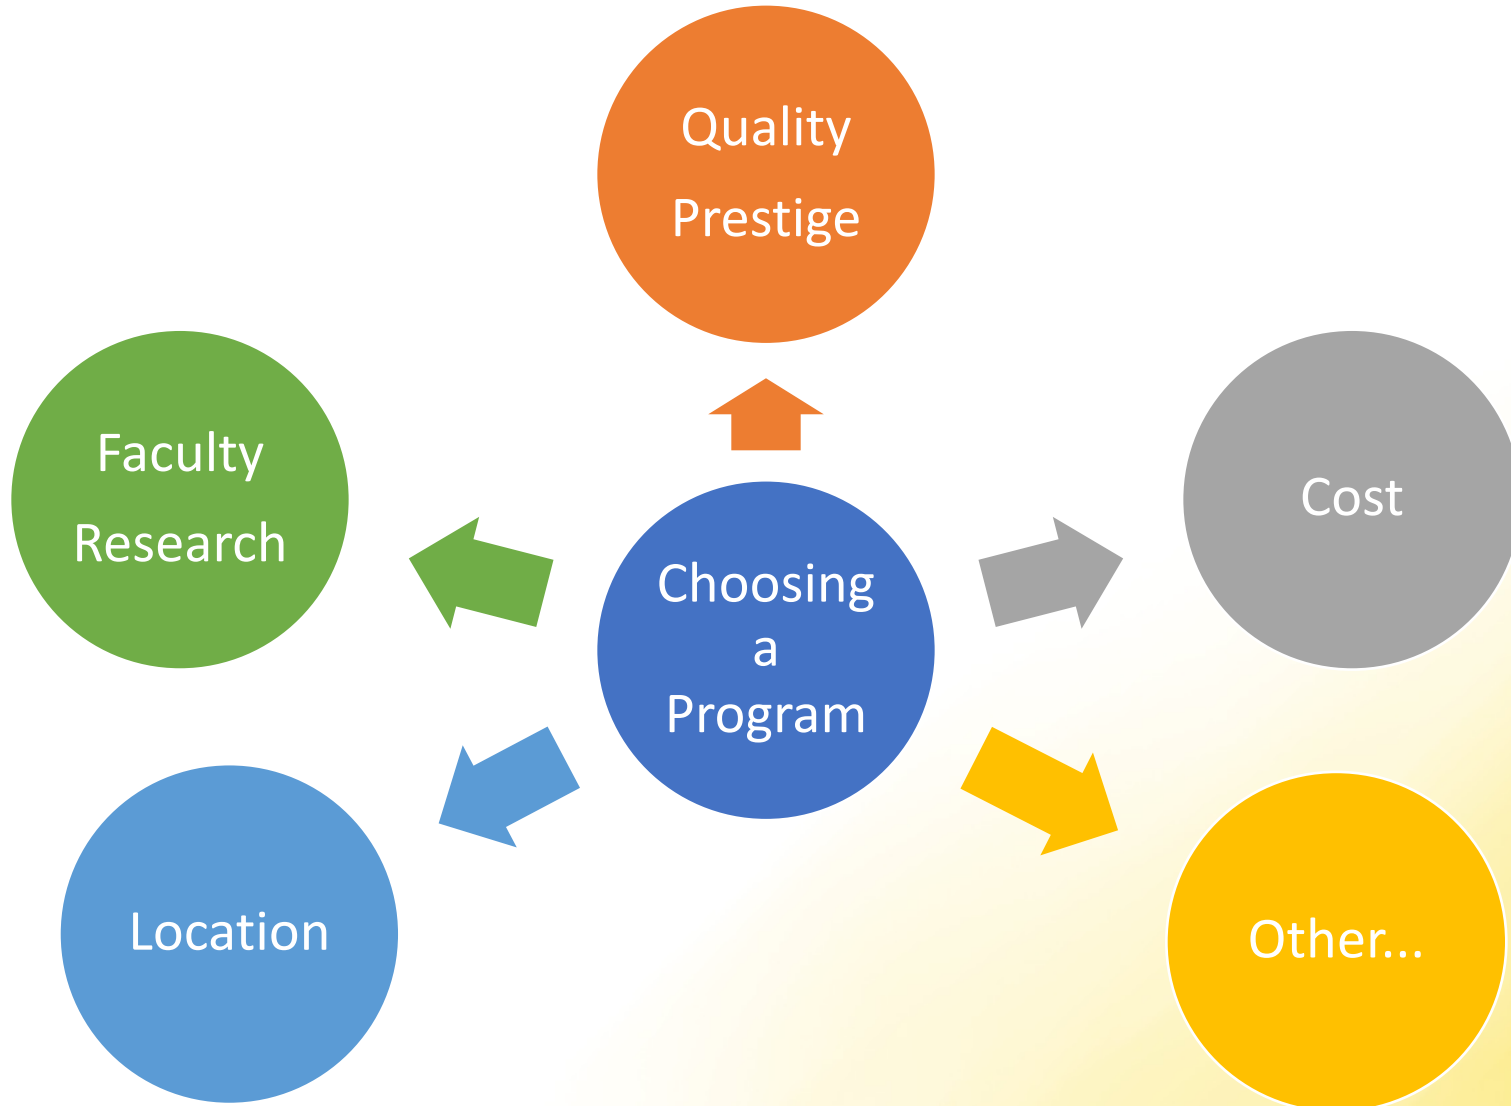 Quality
Prestige
Faculty
Research
Cost
Choosing
a
Program
Location
Other...